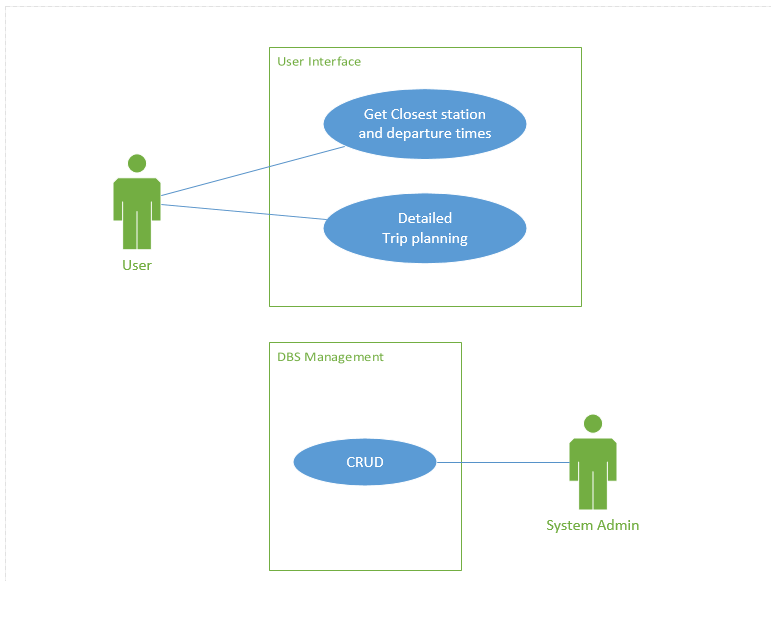 User Interface
Get Closest station
and departure times
Detailed
Trip planning
User
DBS Management
CRUD
System Admin